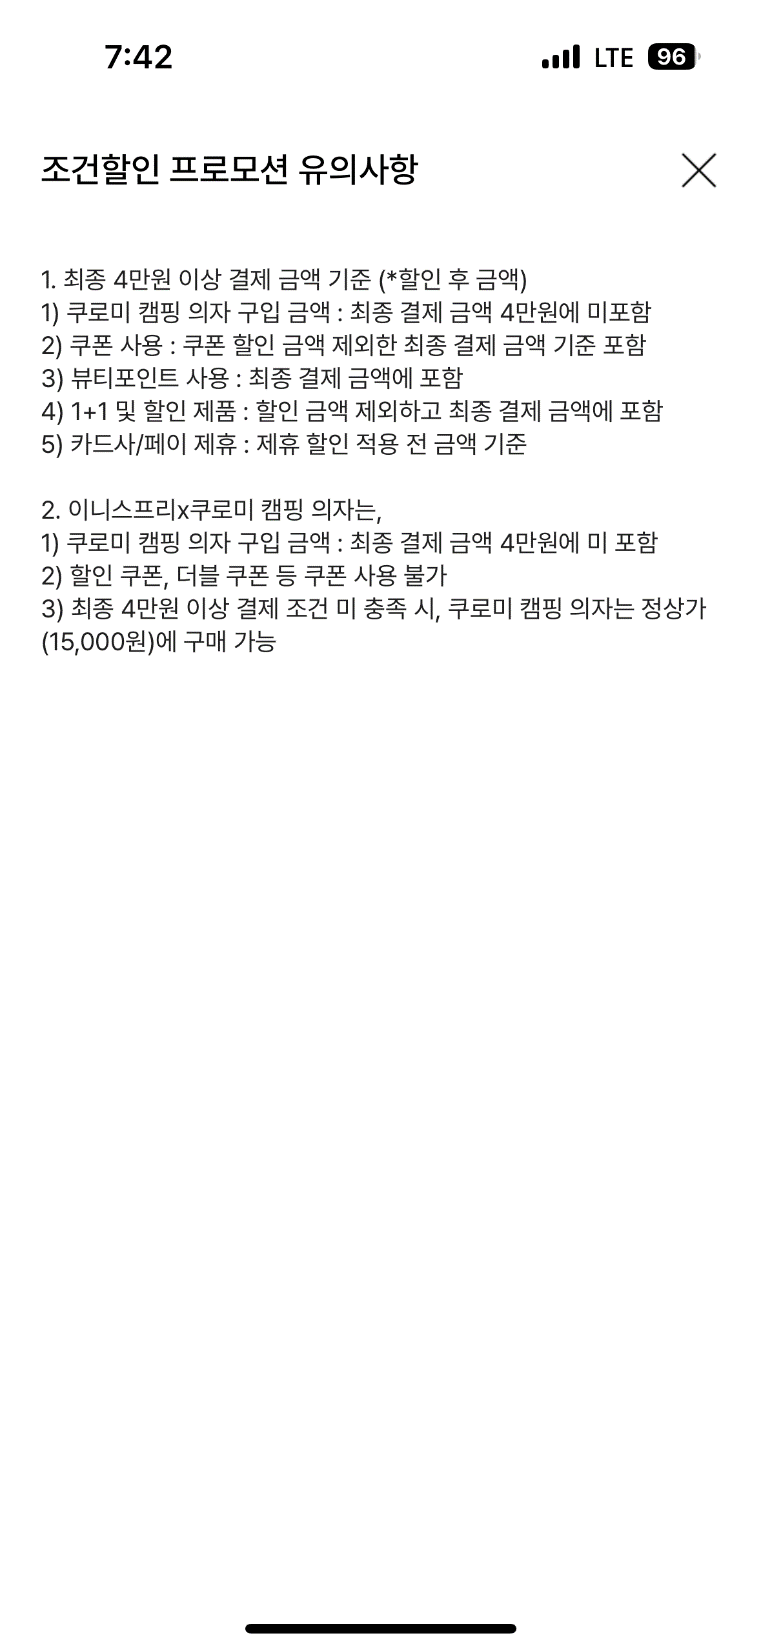 7:42
LTE 96
조건할인 프로모션 유의사항
1. 최종 4만원 이상 결제 금액 기준 (*할인 후 금액)
1) 쿠로미 캠핑 의자 구입 금액 : 최종 결제 금액 4만원에 미포함
2) 쿠폰 사용 : 쿠폰 할인 금액 제외한 최종 결제 금액 기준 포함
3) 뷰티포인트 사용 : 최종 결제 금액에 포함
4) 1+1 및 할인 제품 : 할인 금액 제외하고 최종 결제 금액에 포함
5) 카드사/페이 제휴 : 제휴 할인 적용 전 금액 기준
2. 이니스프리x쿠로미 캠핑 의자는,
1) 쿠로미 캠핑 의자 구입 금액 : 최종 결제 금액 4만원에 미 포함
2) 할인 쿠폰, 더블 쿠폰 등 쿠폰 사용 불가
3) 최종 4만원 이상 결제 조건 미 충족 시, 쿠로미 캠핑 의자는 정상가
(15,000원)에 구매 가능